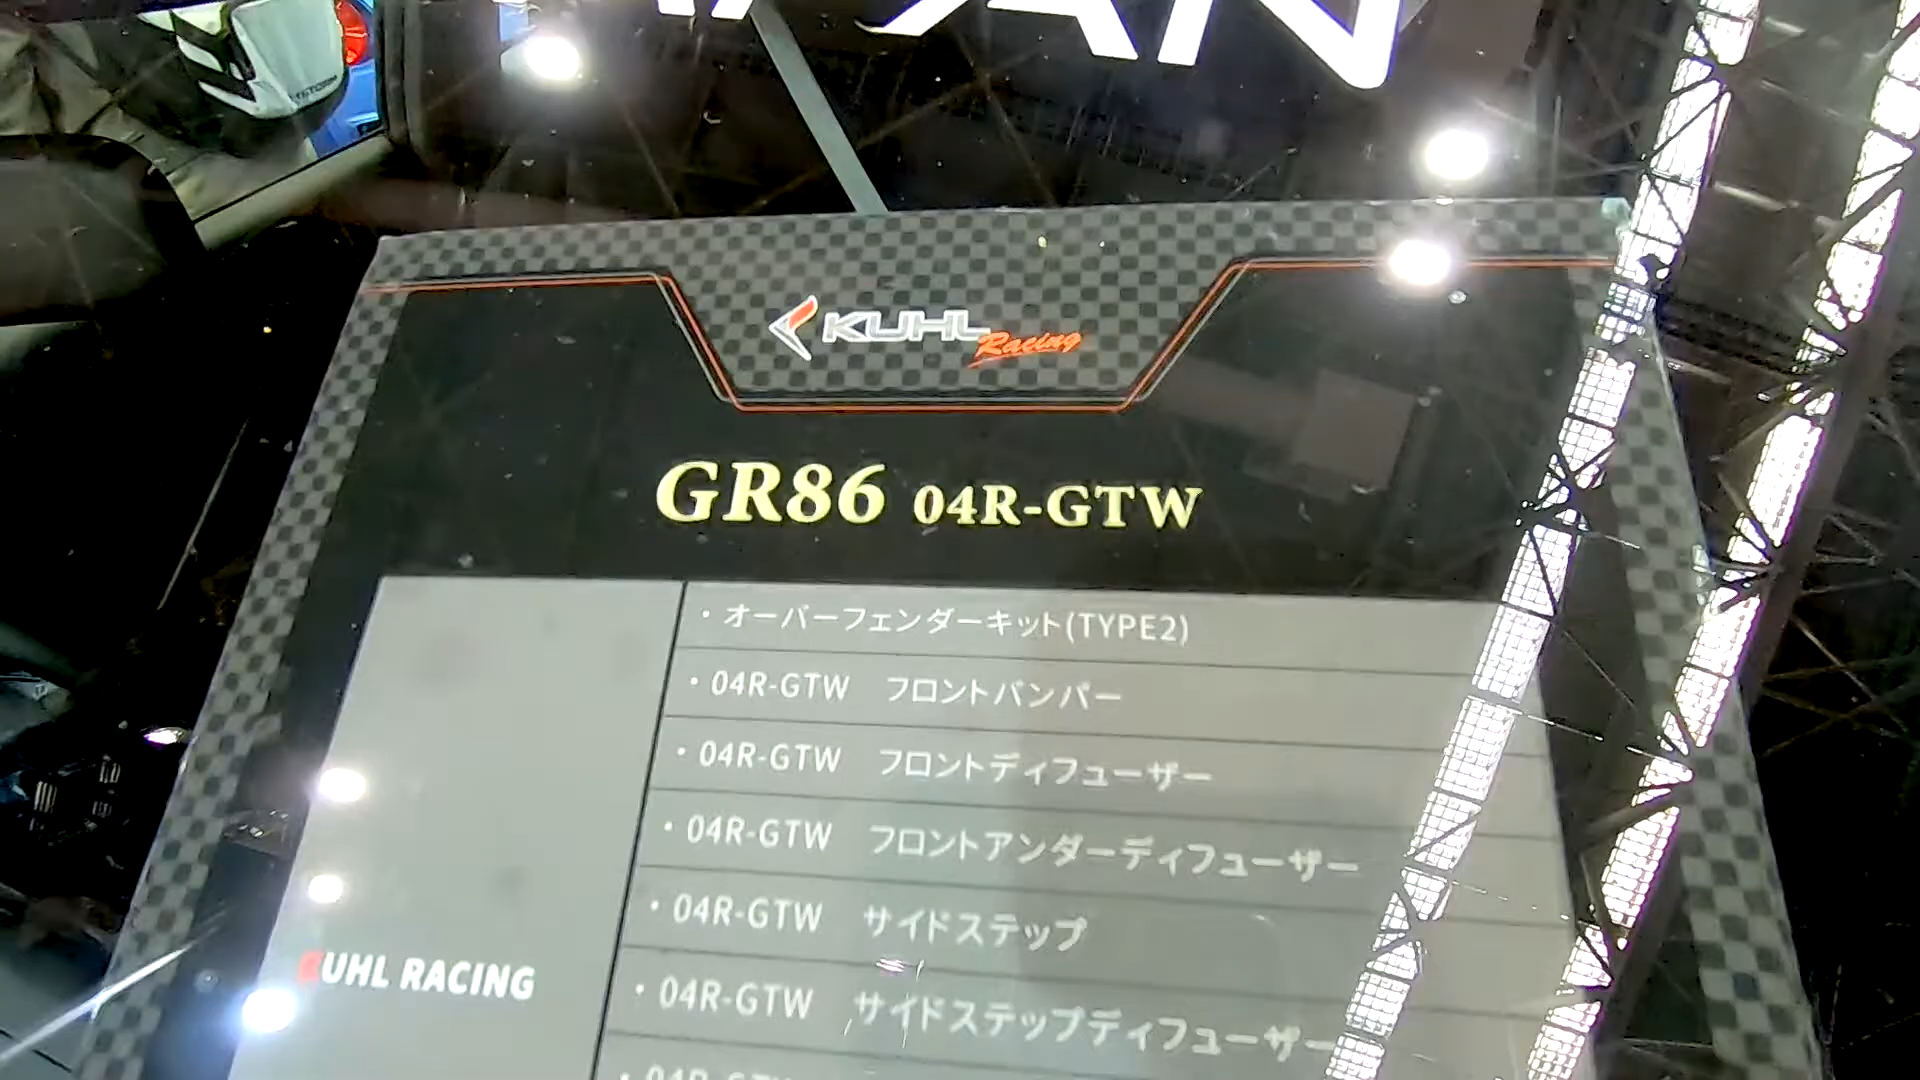 KUHL Racing
GR86 04R-GTW
・オーバーフェンダーキット(TYPE2)
・04R-GTW フロントバンパー
・04R-GTW フロントディフューザー
・04R-GTW フロントアンダーディフューザー
・04R-GTW サイドステップ
KUHL RACING
・04R-GTW サイドステップディフューザー